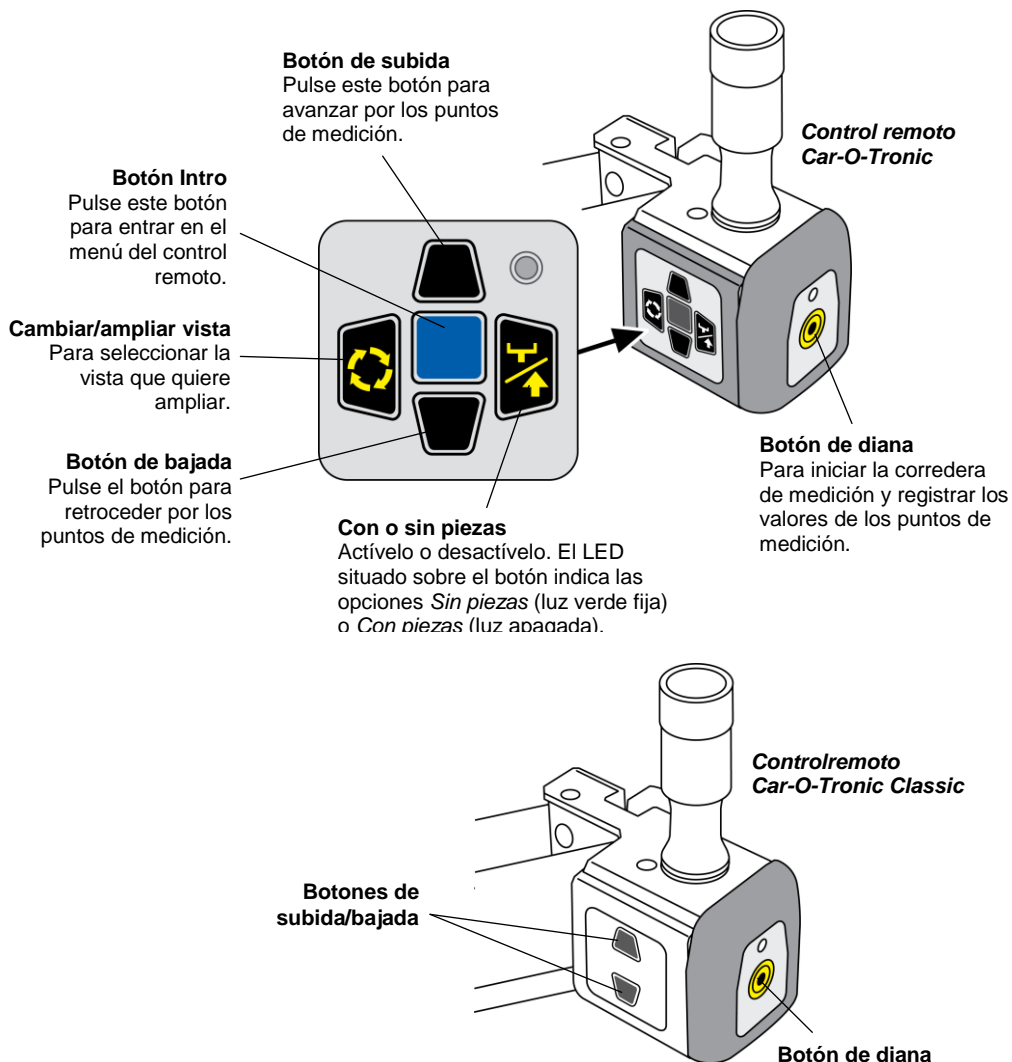 Botón de subida
Pulse este botón para
avanzar por los puntos
de medición.
Control remoto
Car-O-Tronic
Botón Intro
Pulse este botón
para entrar en el
menú del control
remoto.
Cambiar/ampliar vista
Para seleccionar la
vista que quiere
ampliar.
Botón de bajada
Pulse el botón para
retroceder por los
puntos de medición.
Con o sin piezas
Actívelo o desactívelo. El LED
situado sobre el botón indica las
opciones Sin piezas (luz verde fija)
o Con piezas (luz apagada).
Botón de diana
Para iniciar la corredera
de medición y registrar los
valores de los puntos de
medición.
Controlremoto
Car-O-Tronic Classic
Botones de
subida/bajada
Botón de diana